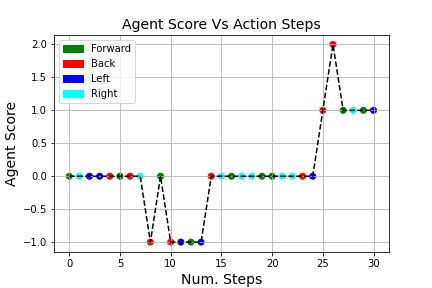 Agent Score Vs Action Steps
2.0
1.5
1.0
0.5
0.0
−0.5
−1.0
Agent Score
Forward
Back
Left
Right
0 5 10 15 20 25 30
Num. Steps